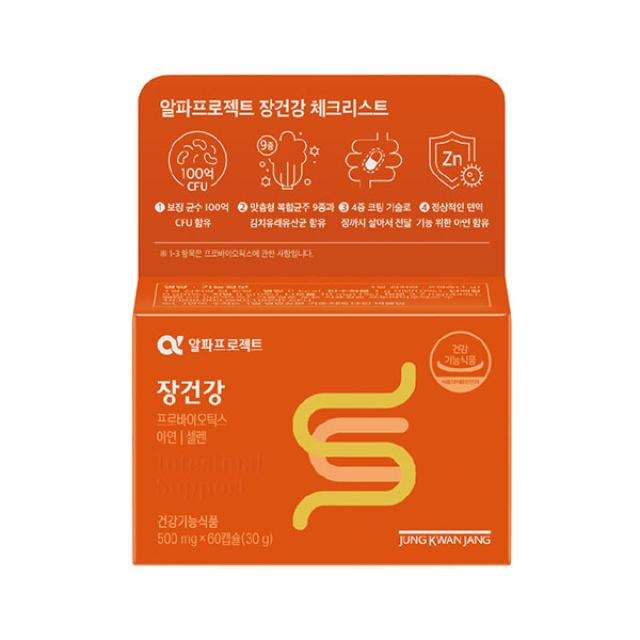 알파프로젝트 장건강 체크리스트
100억
CFU
9종
Zn
1 보장 균수 100억
CFU 함유
2 맞춤형 복합균주 9종과
김치유래유산균 함유
3 4중 코팅 기술로
장까지 살아서 전달
4 정상적인 면역
기능 위한 아연 함유
※ 1-3 항목은 프로바이오틱스에 관한 사항입니다.
알파프로젝트
건강
기능식품
장건강
프로바이오틱스
아연 | 셀렌
Intestinal
Support
건강기능식품
500 mg × 60캡슐(30 g)
JUNG KWAN JANG